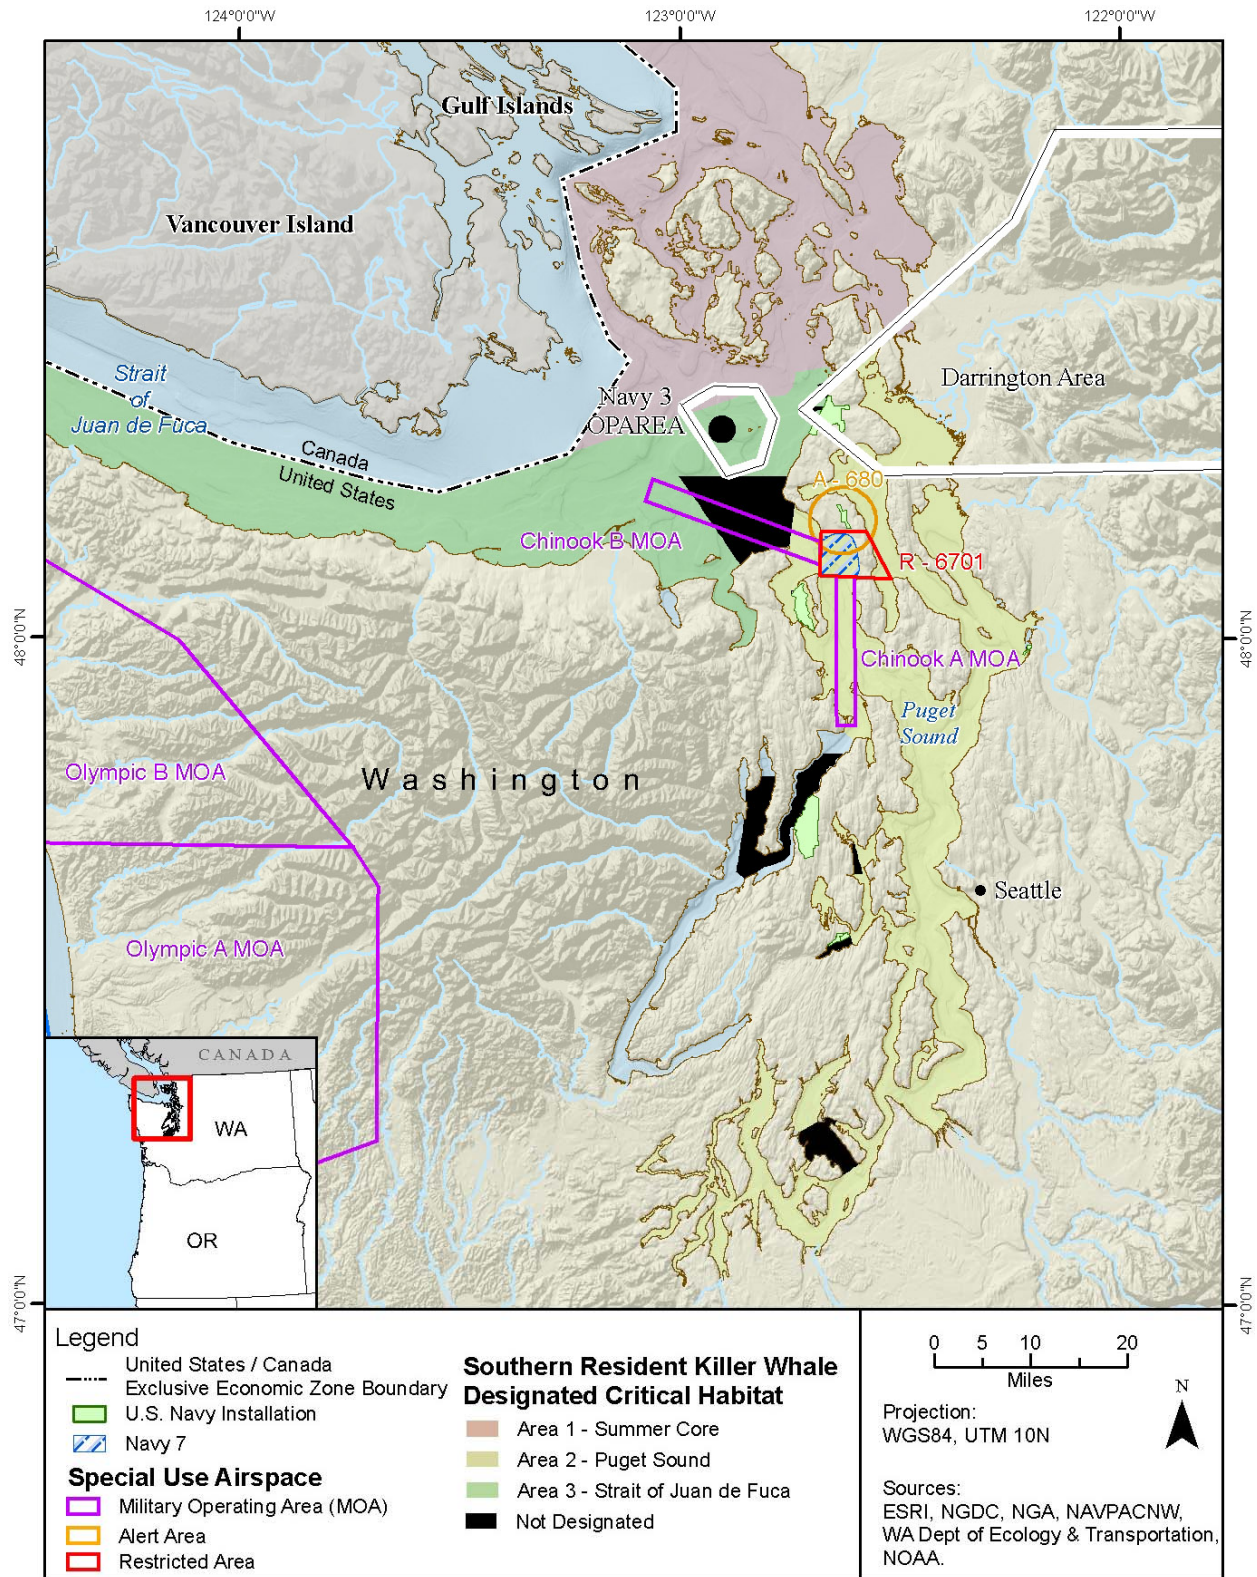 124°0'0"W
123°0'0"W
122°0'0"W
Gulf Islands
Vancouver Island
Strait
of
Juan de Fuca
Canada
United States
Navy 3
OPAREA
Darrington Area
A - 680
Chinook B MOA
R - 6701
48°0'0"N
48°0'0"N
Chinook A MOA
Puget
Sound
Olympic B MOA
Washington
Seattle
Olympic A MOA
CANADA
WA
OR
47°0'0"N
47°0'0"N
Legend
United States / Canada
Exclusive Economic Zone Boundary
U.S. Navy Installation
Navy 7
Special Use Airspace
Military Operating Area (MOA)
Alert Area
Restricted Area
Southern Resident Killer Whale
Designated Critical Habitat
Area 1 - Summer Core
Area 2 - Puget Sound
Area 3 - Strait of Juan de Fuca
Not Designated
0 5 10 20
Miles
N
Projection:
WGS84, UTM 10N
Sources:
ESRI, NGDC, NGA, NAVPACNW,
WA Dept of Ecology & Transportation,
NOAA.